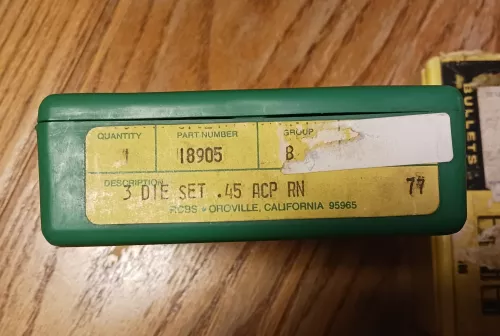 QUANTITY PART NUMBER GROUP
1 18905 B
DESCRIPTION
3 DIE SET .45 ACP RN 77
RCBS • OROVILLE, CALIFORNIA 95965
BULLETS